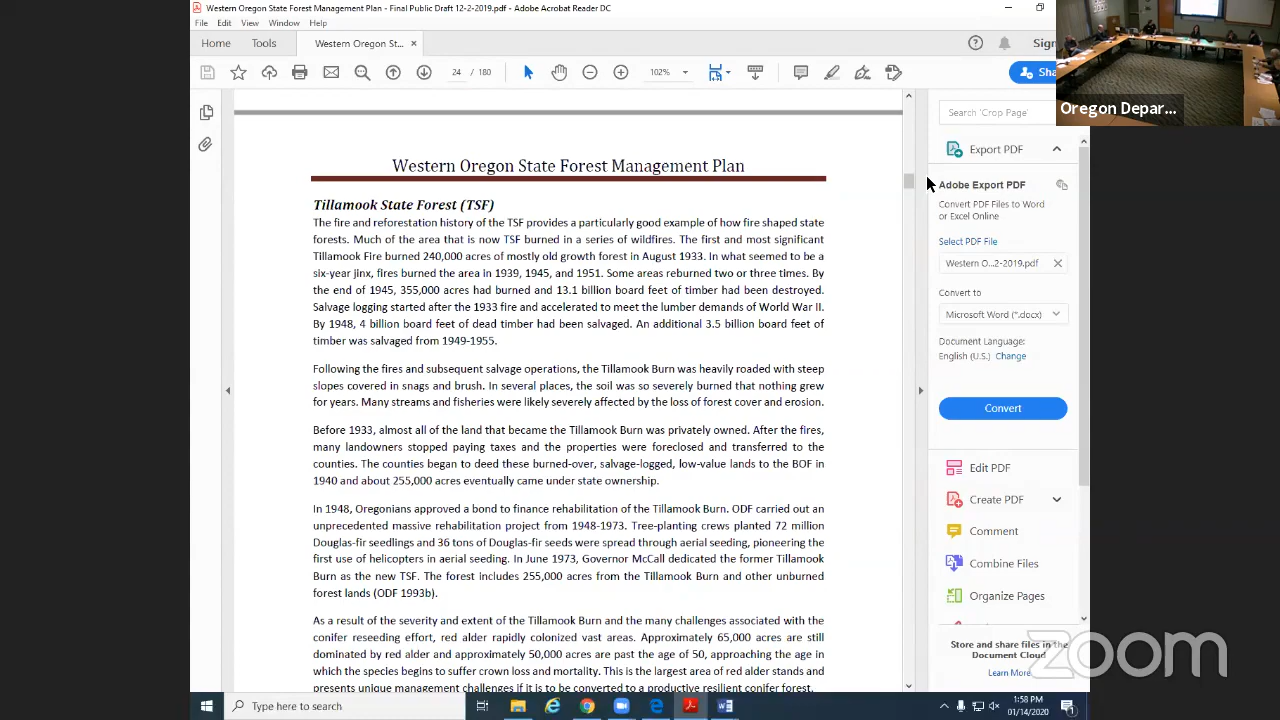 Western Oregon State Forest Management Plan - Final Public Draft 12-2-2019.pdf - Adobe Acrobat Reader DC
File Edit View Window Help
Home Tools Western Oregon St... ×
Sign
24 / 180
102%
Sha
Oregon Depar...
Search 'Crop Page'
Export PDF
Adobe Export PDF
Convert PDF Files to Word
or Excel Online
Select PDF File
Western O...2-2-2019.pdf
Convert to
Microsoft Word (*.docx)
Document Language:
English (U.S.) Change
Convert
Edit PDF
Create PDF
Comment
Combine Files
Organize Pages
Store and share files in the
Document Cloud
Learn More
Western Oregon State Forest Management Plan
Tillamook State Forest (TSF)
The fire and reforestation history of the TSF provides a particularly good example of how fire shaped state
forests. Much of the area that is now TSF burned in a series of wildfires. The first and most significant
Tillamook Fire burned 240,000 acres of mostly old growth forest in August 1933. In what seemed to be a
six-year jinx, fires burned the area in 1939, 1945, and 1951. Some areas reburned two or three times. By
the end of 1945, 355,000 acres had burned and 13.1 billion board feet of timber had been destroyed.
Salvage logging started after the 1933 fire and accelerated to meet the lumber demands of World War II.
By 1948, 4 billion board feet of dead timber had been salvaged. An additional 3.5 billion board feet of
timber was salvaged from 1949-1955.
Following the fires and subsequent salvage operations, the Tillamook Burn was heavily roaded with steep
slopes covered in snags and brush. In several places, the soil was so severely burned that nothing grew
for years. Many streams and fisheries were likely severely affected by the loss of forest cover and erosion.
Before 1933, almost all of the land that became the Tillamook Burn was privately owned. After the fires,
many landowners stopped paying taxes and the properties were foreclosed and transferred to the
counties. The counties began to deed these burned-over, salvage-logged, low-value lands to the BOF in
1940 and about 255,000 acres eventually came under state ownership.
In 1948, Oregonians approved a bond to finance rehabilitation of the Tillamook Burn. ODF carried out an
unprecedented massive rehabilitation project from 1948-1973. Tree-planting crews planted 72 million
Douglas-fir seedlings and 36 tons of Douglas-fir seeds were spread through aerial seeding, pioneering the
first use of helicopters in aerial seeding. In June 1973, Governor McCall dedicated the former Tillamook
Burn as the new TSF. The forest includes 255,000 acres from the Tillamook Burn and other unburned
forest lands (ODF 1993b).
As a result of the severity and extent of the Tillamook Burn and the many challenges associated with the
conifer reseeding effort, red alder rapidly colonized vast areas. Approximately 65,000 acres are still
dominated by red alder and approximately 50,000 acres are past the age of 50, approaching the age in
which the species begins to suffer crown loss and mortality. This is the largest area of red alder stands and
presents unique management challenges if it is to be converted to a productive resilient conifer forest.
zoom
Type here to search
1:58 PM
01/14/2020
1